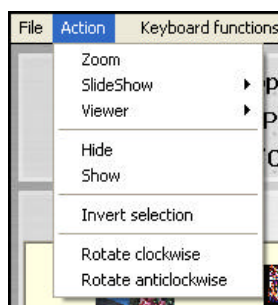 File Action Keyboard functions
Zoom
SlideShow
Viewer
Hide
Show
Invert selection
Rotate clockwise
Rotate anticlockwise